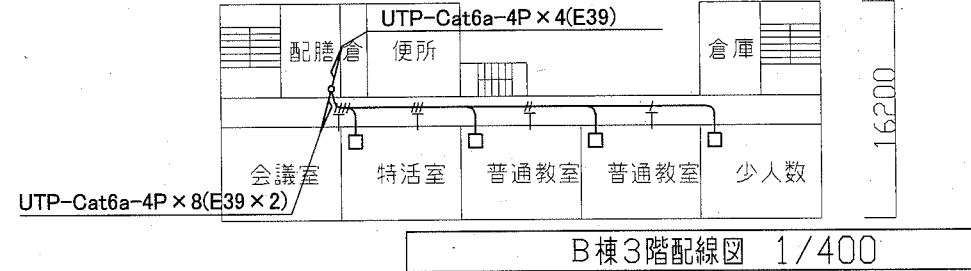 UTP-Cat6a-4P×4(E39)
配膳 倉 便所 倉庫
16200
会議室 特活室 普通教室 普通教室 少人数
UTP-Cat6a-4P×8(E39×2)
B棟3階配線図 1/400